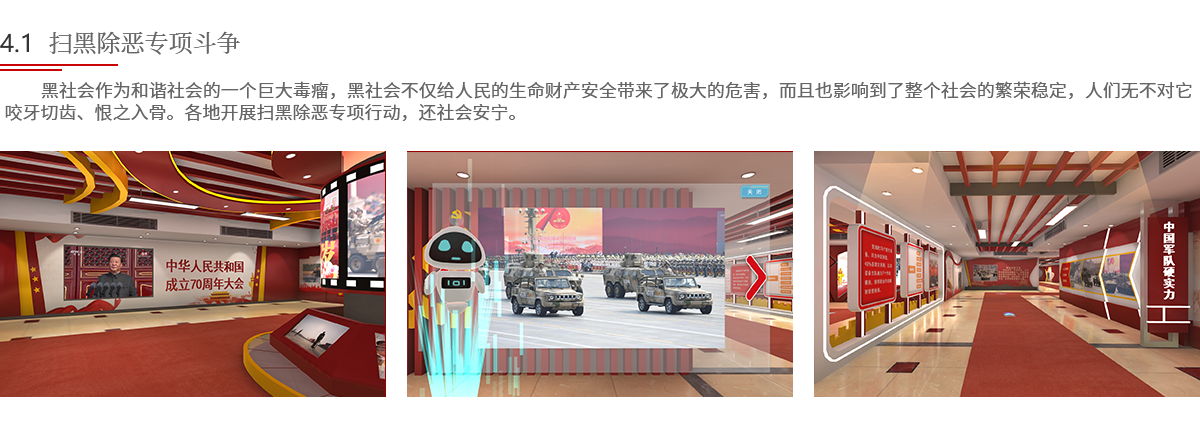 4.1 扫黑除恶专项斗争
黑社会作为和谐社会的一个巨大毒瘤，黑社会不仅给人民的生命财产安全带来了极大的危害，而且也影响到了整个社会的繁荣稳定，人们无不对它
咬牙切齿、恨之入骨。各地开展扫黑除恶专项行动，还社会安宁。
中华人民共和国
成立70周年大会
70
关闭
中国军队硬实力